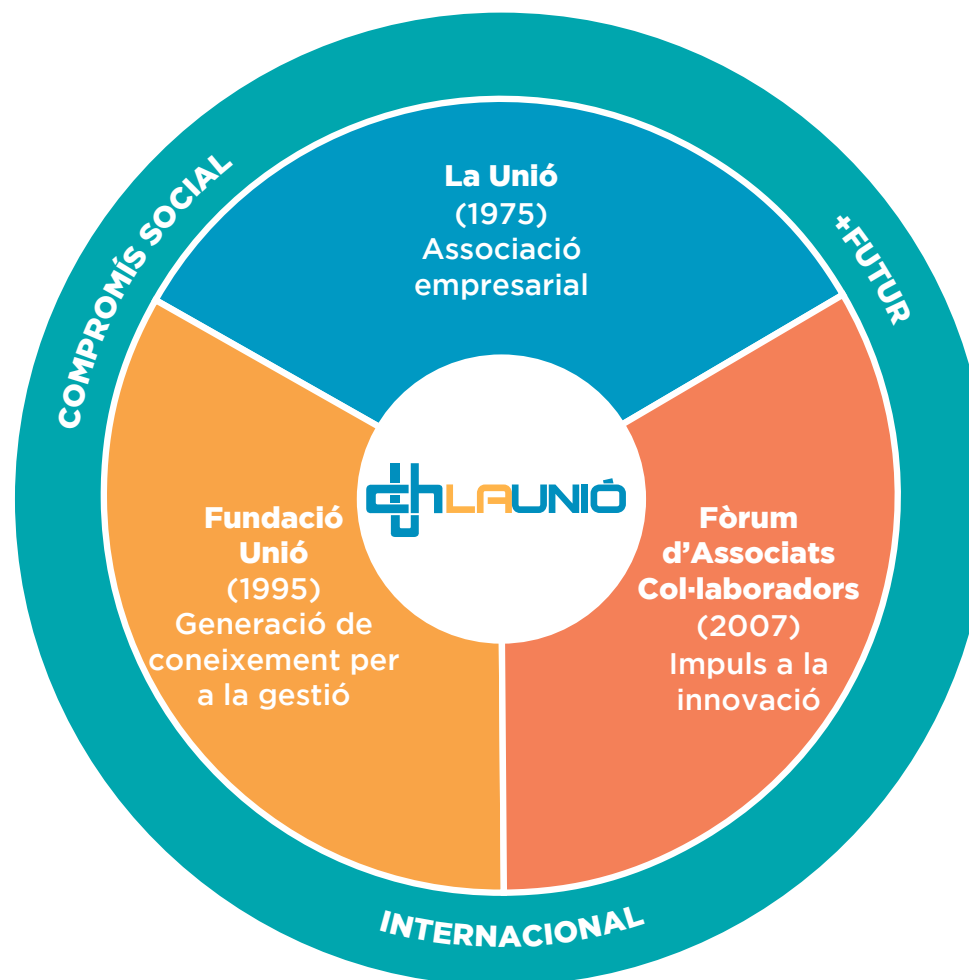 COMPROMÍS SOCIAL
+FUTUR
La Unió
(1975)
Associació
empresarial
LAUNIÓ
Fundació
Unió
(1995)
Generació de
coneixement per
a la gestió
Fòrum
d’Associats
Col·laboradors
(2007)
Impuls a la
innovació
INTERNACIONAL